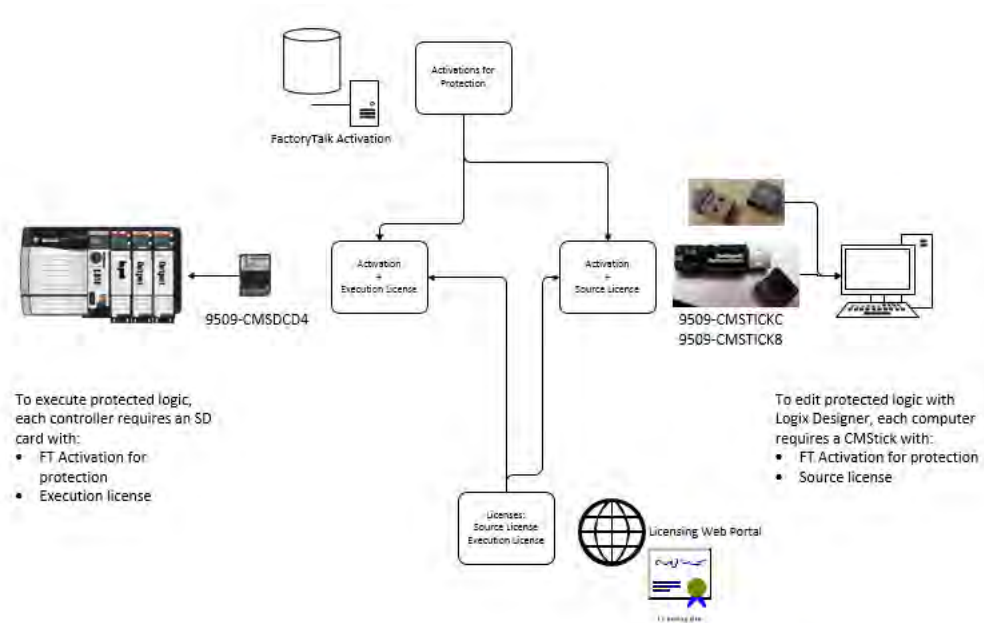 Activations for
Protection
FactoryTalk Activation
Activation
+
Execution License
Activation
+
Source License
9509-CMSDCD4
9509-CMSTICKC
9509-CMSTICK8
To execute protected logic,
each controller requires an SD
card with:
• FT Activation for
protection
• Execution license
To edit protected logic with
Logix Designer, each computer
requires a CMStick with:
• FT Activation for protection
• Source license
Licenses:
Source License
Execution License
Licensing Web Portal